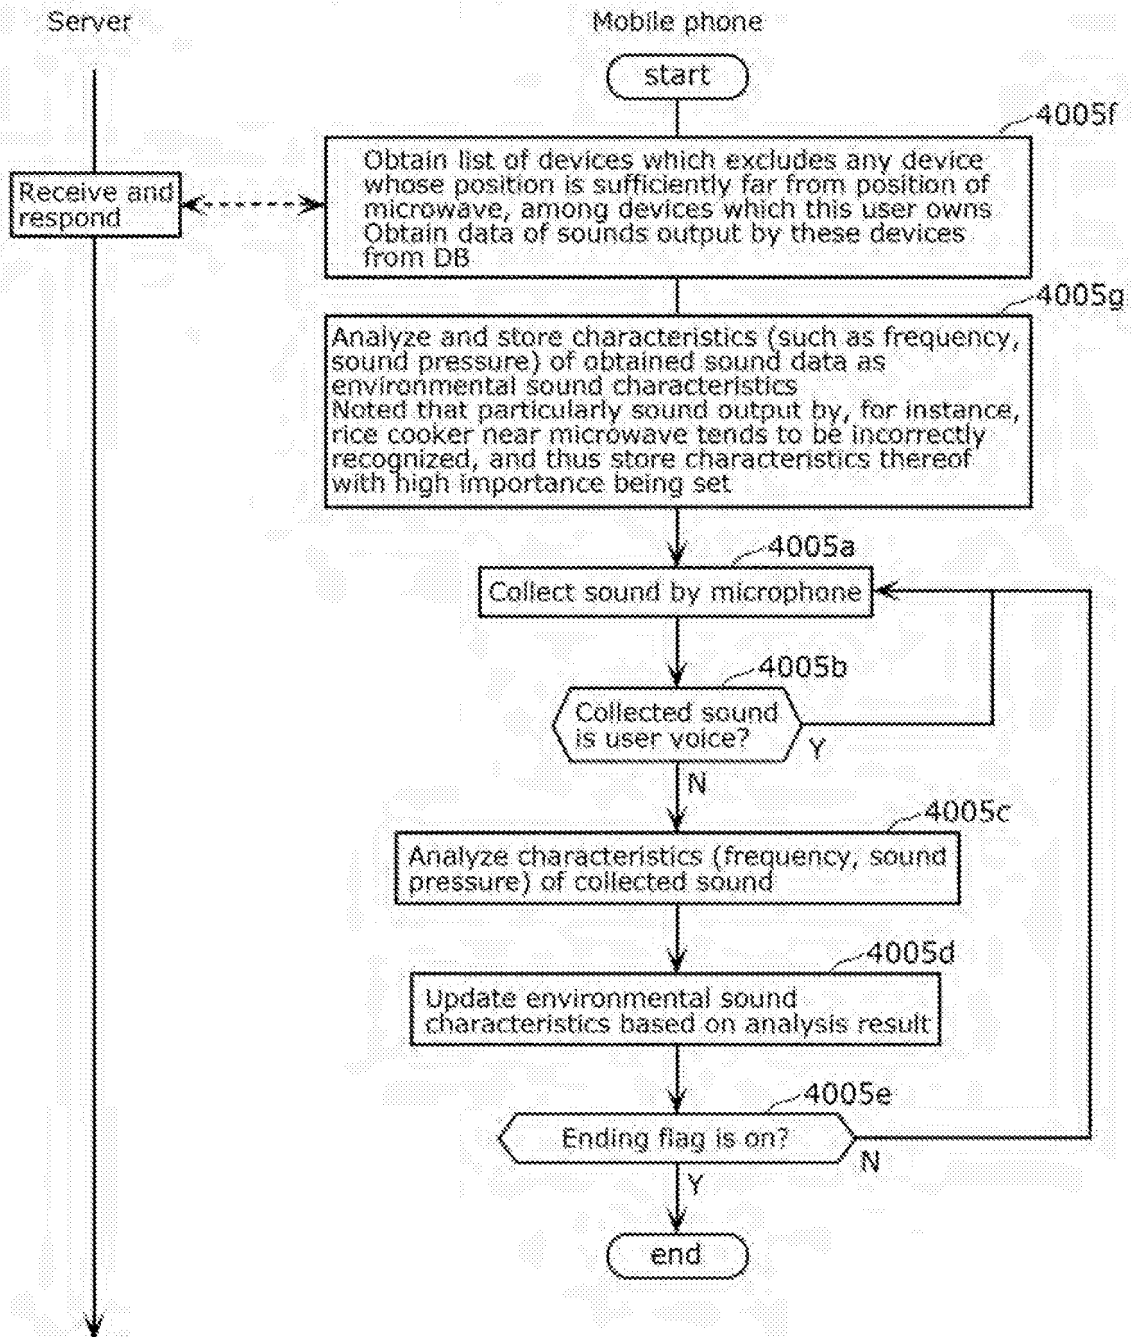 Server
Mobile phone
start
4005f
Obtain list of devices which excludes any device
whose position is sufficiently far from position of
microwave, among devices which this user owns
Obtain data of sounds output by these devices
from DB
Receive and
respond
4005g
Analyze and store characteristics (such as frequency,
sound pressure) of obtained sound data as
environmental sound characteristics
Noted that particularly sound output by, for instance,
rice cooker near microwave tends to be incorrectly
recognized, and thus store characteristics thereof
with high importance being set
4005a
Collect sound by microphone
4005b
Collected sound
is user voice?
Y
N
4005c
Analyze characteristics (frequency, sound
pressure) of collected sound
4005d
Update environmental sound
characteristics based on analysis result
4005e
Ending flag is on?
N
Y
end